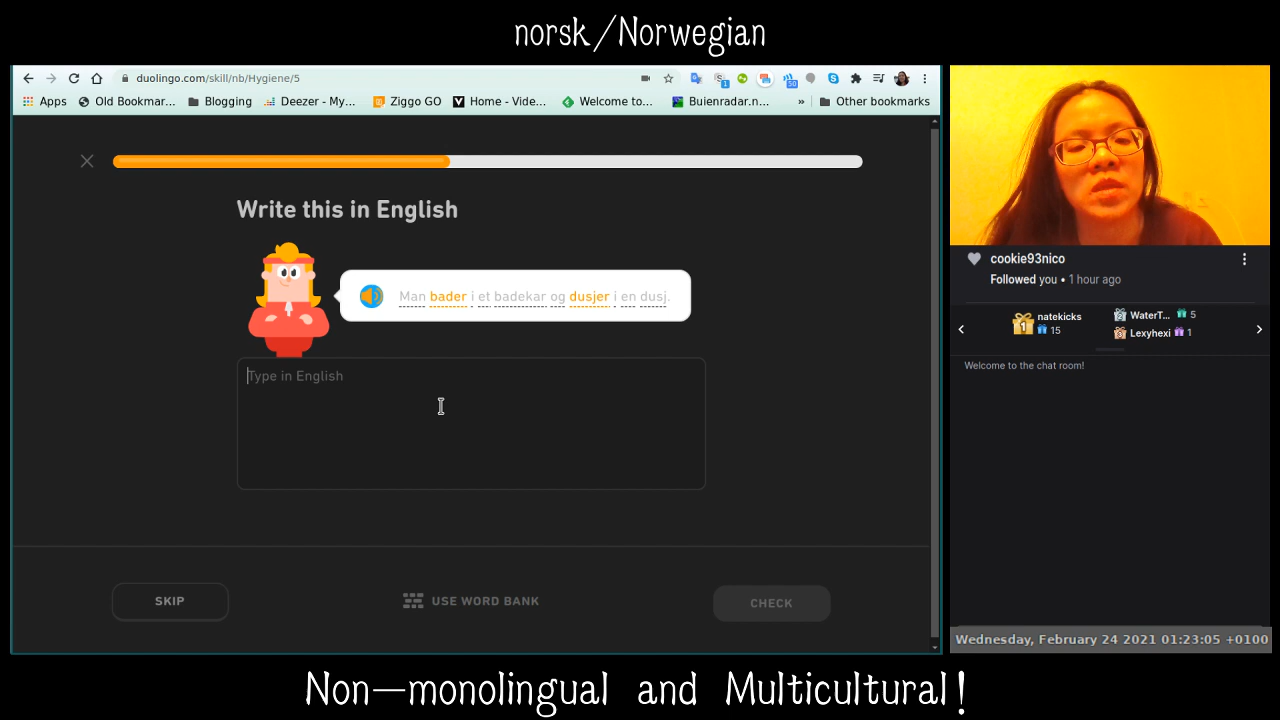 norsk/Norwegian
duolingo.com/skill/nb/Hygiene/5
Apps Old Bookmar... Blogging Deezer - My... Ziggo GO Home - Vide... Welcome to... Buienradar.n... » Other bookmarks
Write this in English
Man bader i et badekar og dusjer i en dusj.
Type in English
SKIP
USE WORD BANK
CHECK
cookie93nico
Followed you • 1 hour ago
natekicks
15
WaterT... 5
Lexyhexi 1
Welcome to the chat room!
Wednesday, February 24 2021 01:23:05 +0100
Non-monolingual and Multicultural!